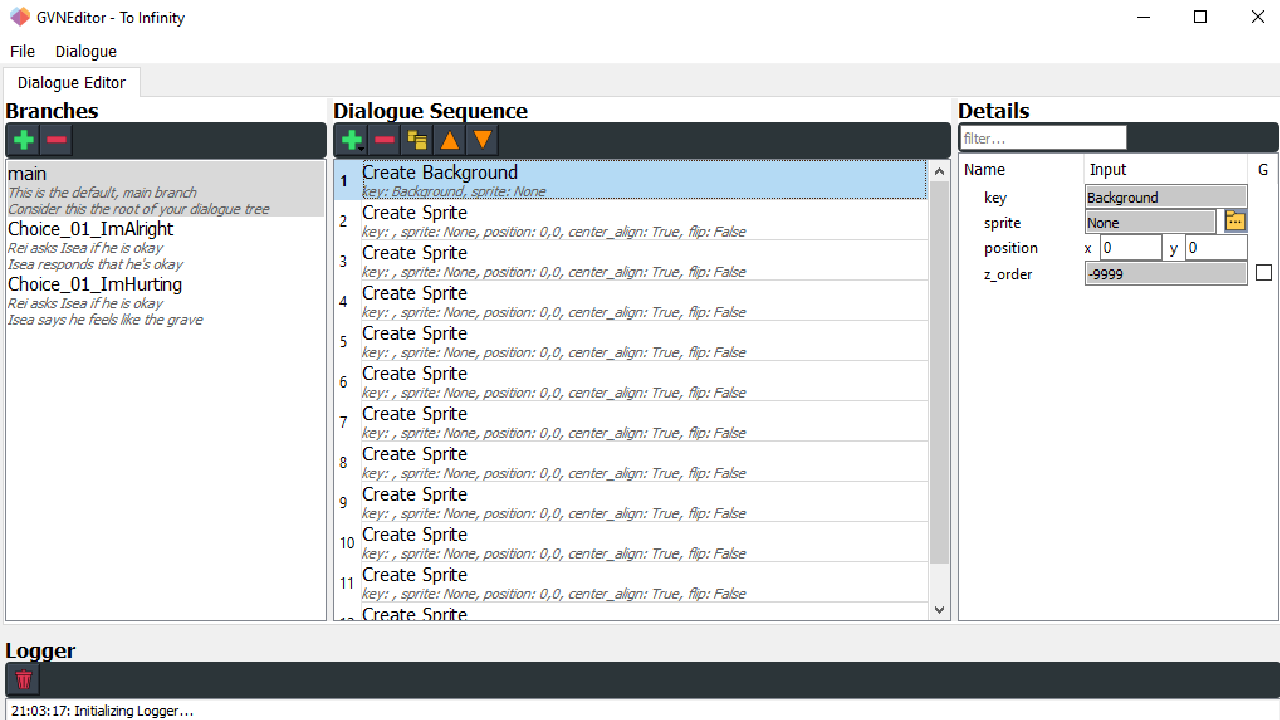 GVNEditor - To Infinity
File Dialogue
Dialogue Editor
Branches
main
This is the default, main branch
Consider this the root of your dialogue tree
Choice_01_ImAlright
Rei asks Isea if he is okay
Isea responds that he's okay
Choice_01_ImHurting
Rei asks Isea if he is okay
Isea says he feels like the grave
Dialogue Sequence
1 Create Background
key: Background, sprite: None
2 Create Sprite
key: , sprite: None, position: 0,0, center_align: True, flip: False
3 Create Sprite
key: , sprite: None, position: 0,0, center_align: True, flip: False
4 Create Sprite
key: , sprite: None, position: 0,0, center_align: True, flip: False
5 Create Sprite
key: , sprite: None, position: 0,0, center_align: True, flip: False
6 Create Sprite
key: , sprite: None, position: 0,0, center_align: True, flip: False
7 Create Sprite
key: , sprite: None, position: 0,0, center_align: True, flip: False
8 Create Sprite
key: , sprite: None, position: 0,0, center_align: True, flip: False
9 Create Sprite
key: , sprite: None, position: 0,0, center_align: True, flip: False
10 Create Sprite
key: , sprite: None, position: 0,0, center_align: True, flip: False
11 Create Sprite
key: , sprite: None, position: 0,0, center_align: True, flip: False
Create Sprite
Details
filter...
Name Input G
key Background
sprite None
position x 0 y 0
z_order -9999
Logger
21:03:17: Initializing Logger...